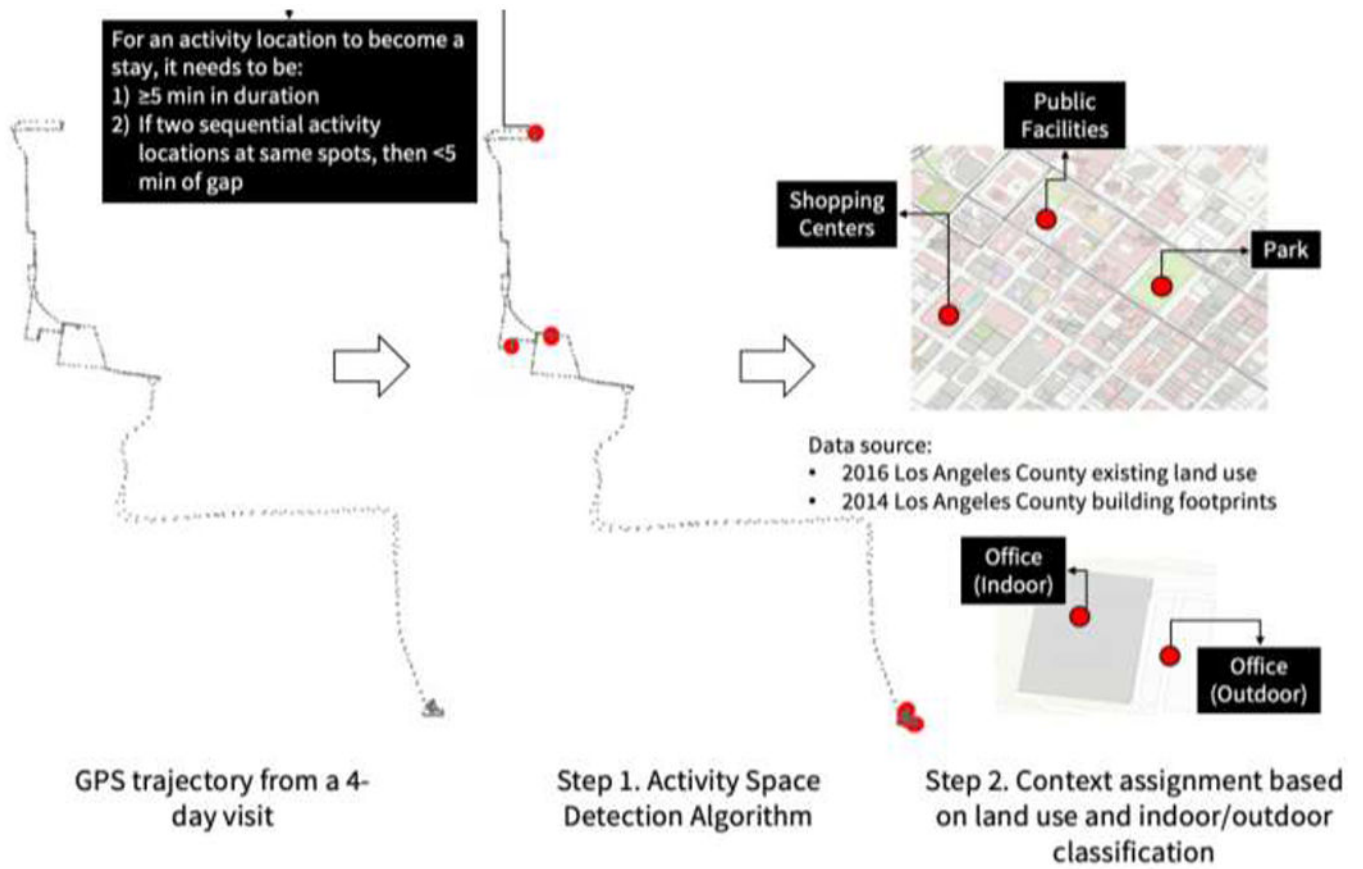 For an activity location to become a
stay, it needs to be:
1) ≥5 min in duration
2) If two sequential activity
locations at same spots, then <5
min of gap
Public
Facilities
Shopping
Centers
Park
Data source:
• 2016 Los Angeles County existing land use
• 2014 Los Angeles County building footprints
Office
(Indoor)
Office
(Outdoor)
GPS trajectory from a 4-
day visit
Step 1. Activity Space
Detection Algorithm
Step 2. Context assignment based
on land use and indoor/outdoor
classification